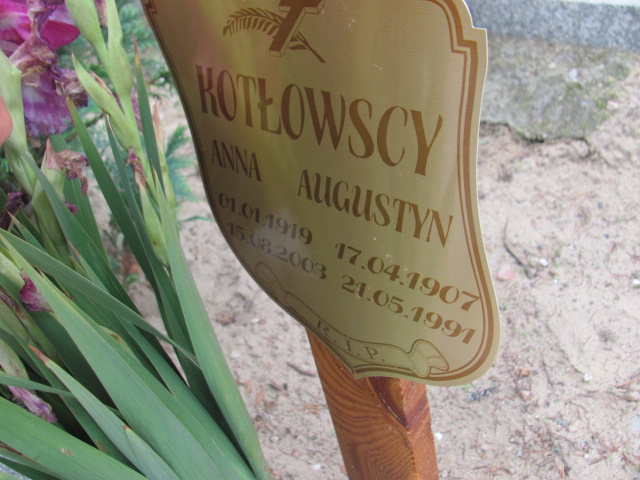 KOTŁOWSCY
ANNA AUGUSTYN
01.01.1919 17.04.1907
15.08.2003 21.05.1991
R.I.P.